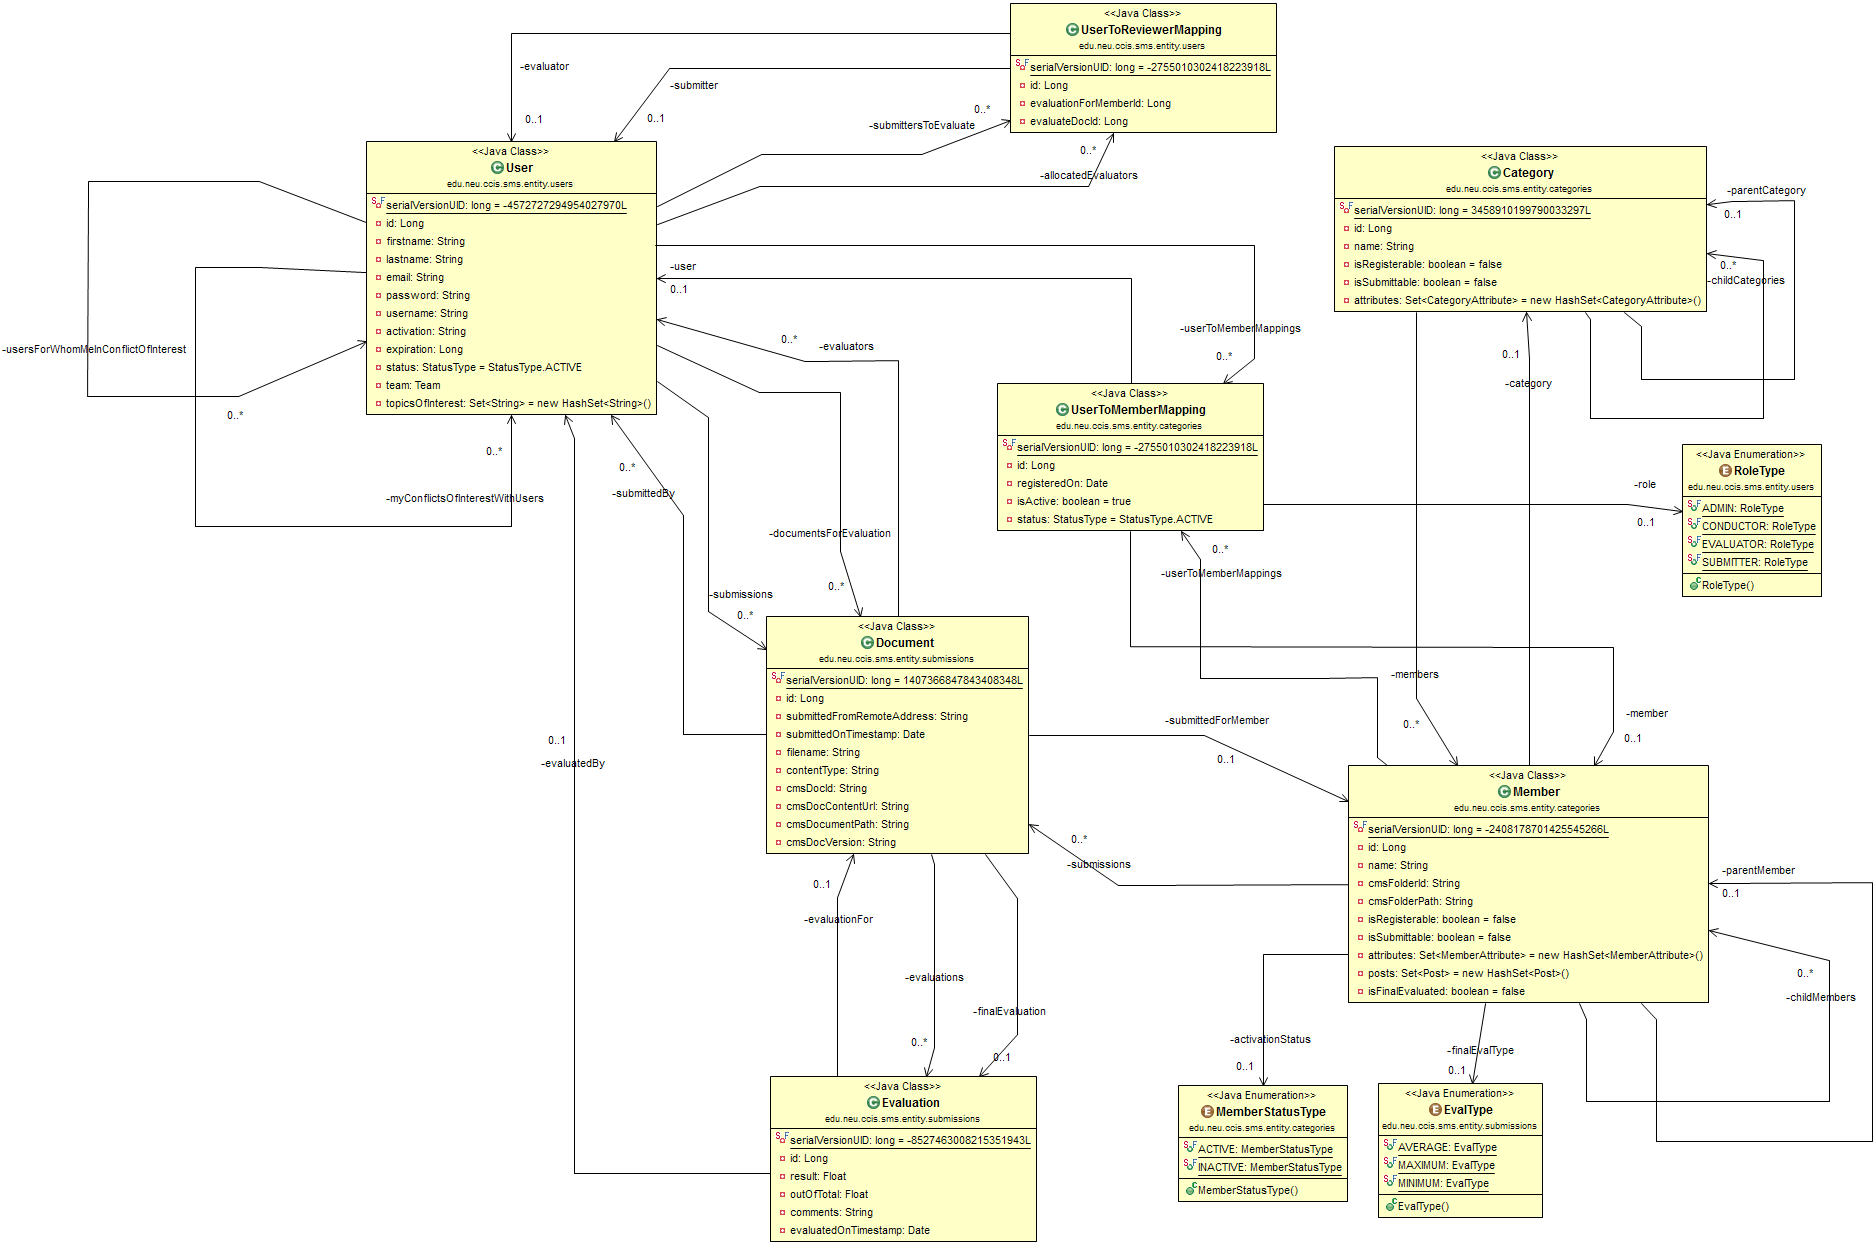 <<Java Class>>
UserToReviewerMapping
edu.neu.ccis.sms.entity.users
serialVersionUID: long = -2755010302418223918L
id: Long
evaluationForMemberId: Long
evaluateDocId: Long
-evaluator
0..1
-submitter
0..1
-submittersToEvaluate
0..*
-allocatedEvaluators
0..*
<<Java Class>>
User
edu.neu.ccis.sms.entity.users
serialVersionUID: long = -4572727294954027970L
id: Long
firstname: String
lastname: String
email: String
password: String
username: String
activation: String
expiration: Long
status: StatusType = StatusType.ACTIVE
team: Team
topicsOfInterest: Set<String> = new HashSet<String>()
-usersForWhomMeInConflictOfInterest
0..*
0..*
-myConflictsOfInterestWithUsers
-user
0..1
0..*
-evaluators
-userToMemberMappings
0..*
0..*
-submittedBy
-documentsForEvaluation
0..*
-submissions
0..*
0..1
-evaluatedBy
<<Java Class>>
Category
edu.neu.ccis.sms.entity.categories
serialVersionUID: long = 3458910199790033297L
id: Long
name: String
isRegisterable: boolean = false
isSubmittable: boolean = false
attributes: Set<CategoryAttribute> = new HashSet<CategoryAttribute>()
-parentCategory
0..1
0..*
-childCategories
0..1
-category
<<Java Class>>
UserToMemberMapping
edu.neu.ccis.sms.entity.categories
serialVersionUID: long = -2755010302418223918L
id: Long
registeredOn: Date
isActive: boolean = true
status: StatusType = StatusType.ACTIVE
-role
0..1
<<Java Enumeration>>
RoleType
edu.neu.ccis.sms.entity.users
ADMIN: RoleType
CONDUCTOR: RoleType
EVALUATOR: RoleType
SUBMITTER: RoleType
RoleType()
0..*
-userToMemberMappings
-members
0..*
-member
0..1
<<Java Class>>
Document
edu.neu.ccis.sms.entity.submissions
serialVersionUID: long = 1407366847843408348L
id: Long
submittedFromRemoteAddress: String
submittedOnTimestamp: Date
filename: String
contentType: String
cmsDocId: String
cmsDocContentUrl: String
cmsDocumentPath: String
cmsDocVersion: String
-submittedForMember
0..1
0..*
-submissions
<<Java Class>>
Member
edu.neu.ccis.sms.entity.categories
serialVersionUID: long = -2408178701425545266L
id: Long
name: String
cmsFolderId: String
cmsFolderPath: String
isRegisterable: boolean = false
isSubmittable: boolean = false
attributes: Set<MemberAttribute> = new HashSet<MemberAttribute>()
posts: Set<Post> = new HashSet<Post>()
isFinalEvaluated: boolean = false
-parentMember
0..1
0..*
-childMembers
0..1
-evaluationFor
-evaluations
0..*
-finalEvaluation
0..1
-activationStatus
0..1
-finalEvalType
0..1
<<Java Class>>
Evaluation
edu.neu.ccis.sms.entity.submissions
serialVersionUID: long = -8527463008215351943L
id: Long
result: Float
outOfTotal: Float
comments: String
evaluatedOnTimestamp: Date
<<Java Enumeration>>
MemberStatusType
edu.neu.ccis.sms.entity.categories
ACTIVE: MemberStatusType
INACTIVE: MemberStatusType
MemberStatusType()
<<Java Enumeration>>
EvalType
edu.neu.ccis.sms.entity.submissions
AVERAGE: EvalType
MAXIMUM: EvalType
MINIMUM: EvalType
EvalType()